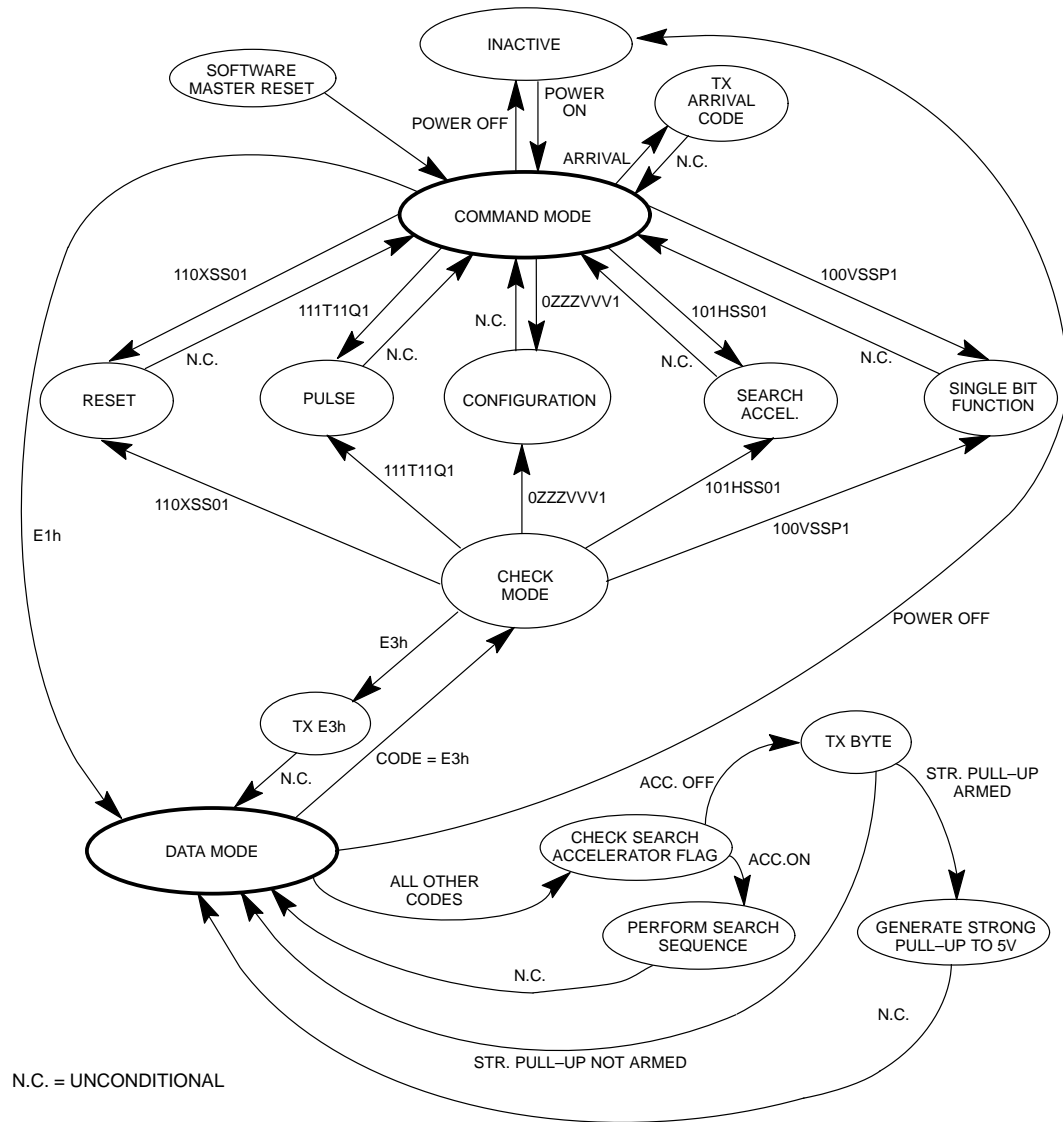 INACTIVE
SOFTWARE
MASTER RESET
TX
ARRIVAL
CODE
POWER
ON
POWER OFF
ARRIVAL
N.C.
COMMAND MODE
110XSS01
111T11Q1
N.C.
0ZZZVVV1
101HSS01
100VSSP1
N.C.
N.C.
N.C.
N.C.
RESET
PULSE
CONFIGURATION
SEARCH
ACCEL.
SINGLE BIT
FUNCTION
111T11Q1
110XSS01
0ZZZVVV1
101HSS01
100VSSP1
E1h
CHECK
MODE
POWER OFF
E3h
TX E3h
CODE = E3h
N.C.
TX BYTE
ACC. OFF
STR. PULL–UP
ARMED
DATA MODE
CHECK SEARCH
ACCELERATOR FLAG
ACC.ON
ALL OTHER
CODES
PERFORM SEARCH
SEQUENCE
GENERATE STRONG
PULL–UP TO 5V
N.C.
N.C.
STR. PULL–UP NOT ARMED
N.C. = UNCONDITIONAL